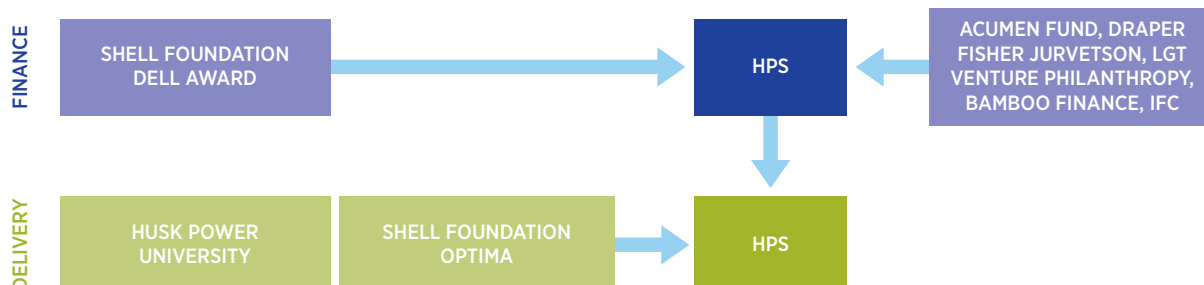 FINANCE
SHELL FOUNDATION
DELL AWARD
HPS
ACUMEN FUND, DRAPER
FISHER JURVETSON, LGT
VENTURE PHILANTHROPY,
BAMBOO FINANCE, IFC
DELIVERY
HUSK POWER
UNIVERSITY
SHELL FOUNDATION
OPTIMA
HPS